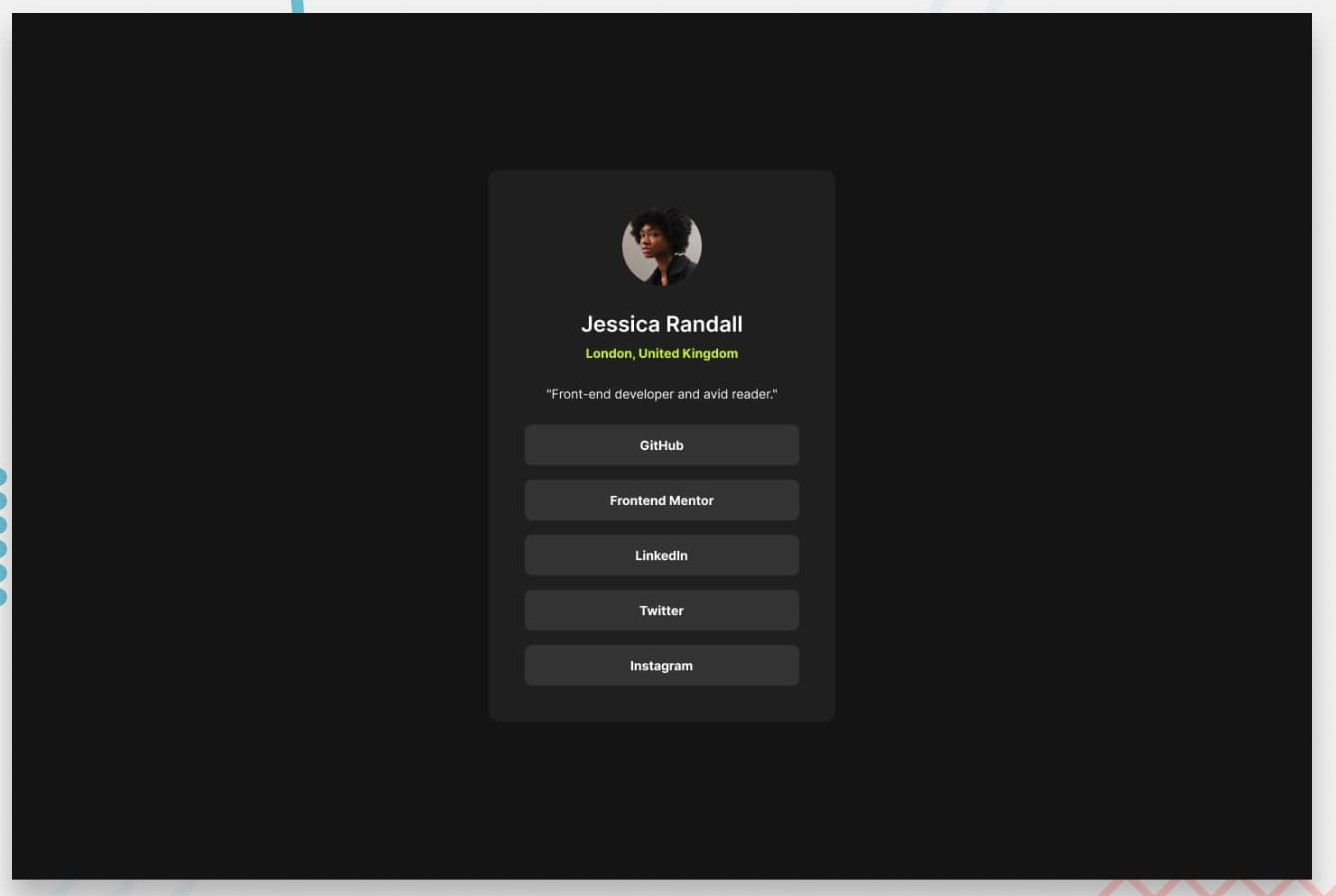 Jessica Randall
London, United Kingdom
"Front-end developer and avid reader."
GitHub
Frontend Mentor
LinkedIn
Twitter
Instagram